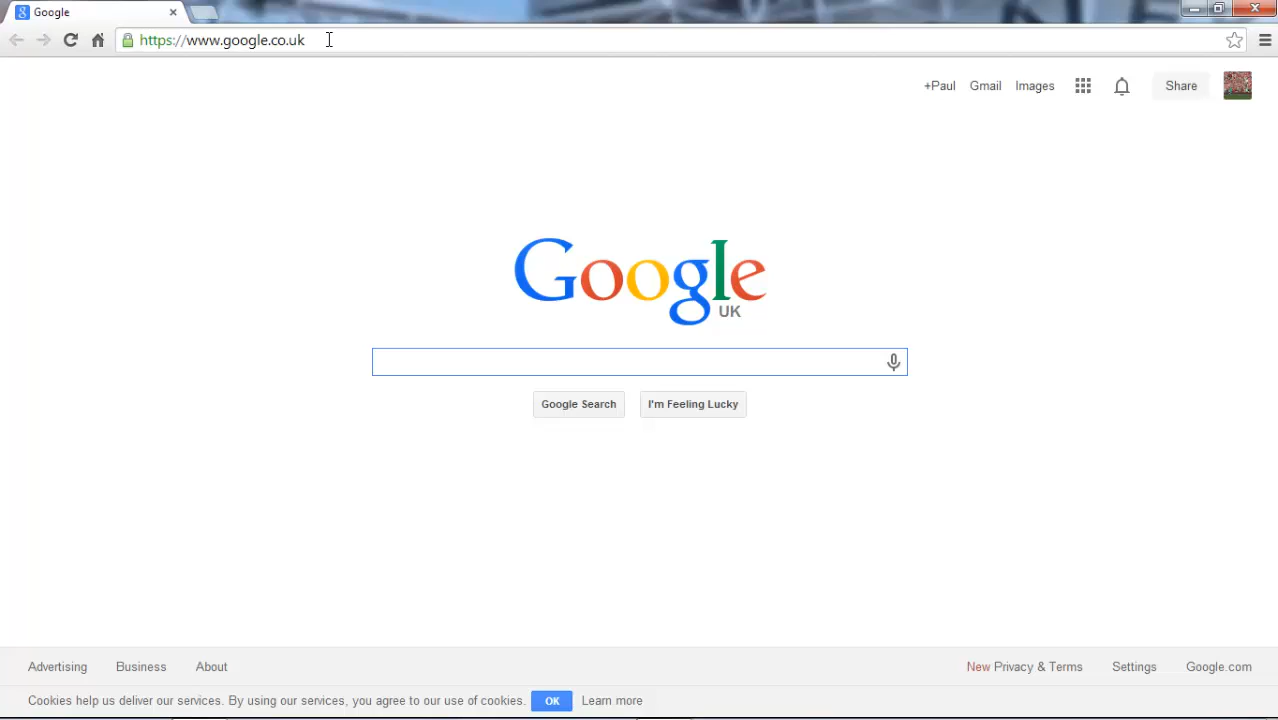 Google
https://www.google.co.uk
+Paul Gmail Images Share
Google
UK
Google Search I'm Feeling Lucky
Advertising Business About New Privacy & Terms Settings Google.com
Cookies help us deliver our services. By using our services, you agree to our use of cookies. OK Learn more